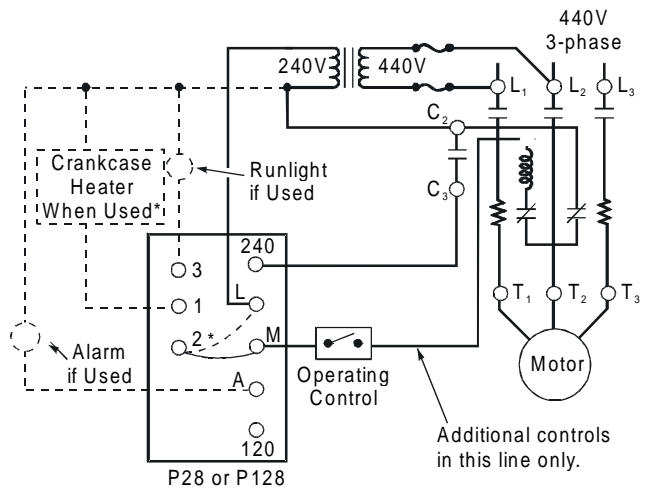 440V
3-phase
240V
440V
L1
L2
L3
C2
Crankcase
Heater
When Used*
Runlight
if Used
C3
240
3
L
1
T1
T2
T3
2*
M
Alarm
if Used
Operating
Control
Motor
A
Additional controls
in this line only.
120
P28 or P128